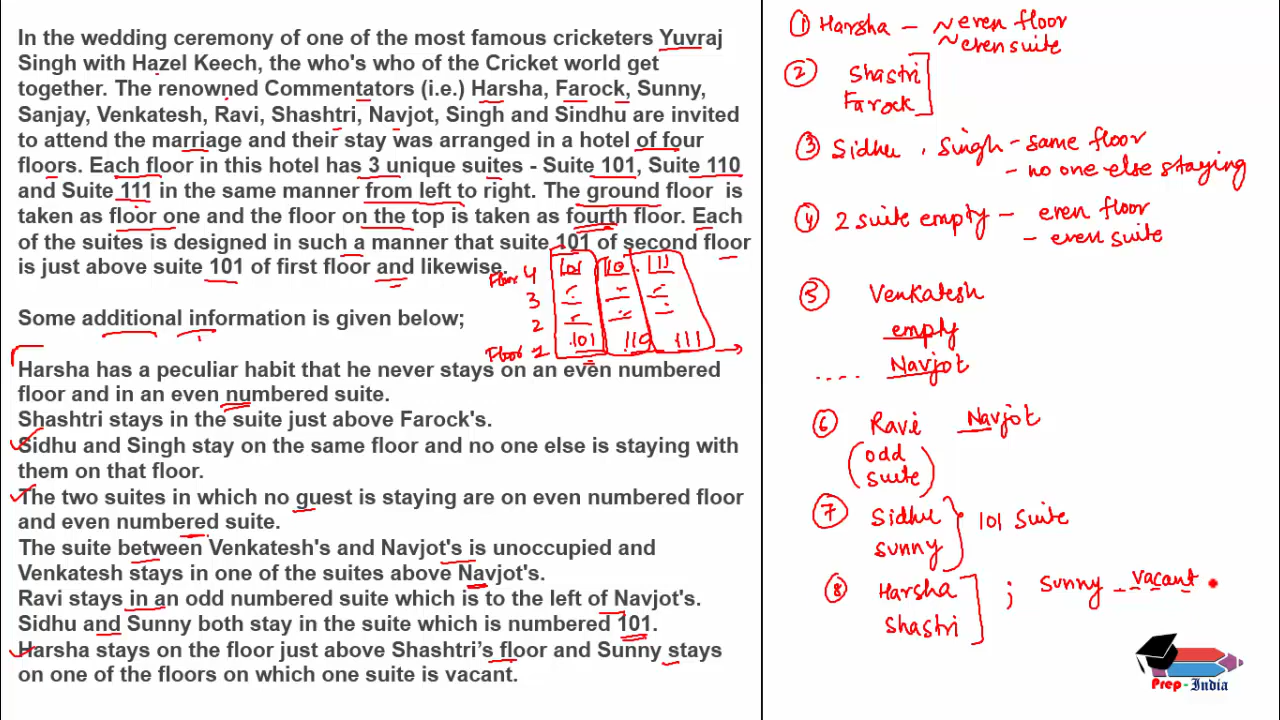 In the wedding ceremony of one of the most famous cricketers Yuvraj
Singh with Hazel Keech, the who's who of the Cricket world get
together. The renowned Commentators (i.e.) Harsha, Farock, Sunny,
Sanjay, Venkatesh, Ravi, Shashtri, Navjot, Singh and Sindhu are invited
to attend the marriage and their stay was arranged in a hotel of four
floors. Each floor in this hotel has 3 unique suites - Suite 101, Suite 110
and Suite 111 in the same manner from left to right. The ground floor is
taken as floor one and the floor on the top is taken as fourth floor. Each
of the suites is designed in such a manner that suite 101 of second floor
is just above suite 101 of first floor and likewise.
Floor 4 101 110 111
3
2
Floor 1 101 110 111
Some additional information is given below;
Harsha has a peculiar habit that he never stays on an even numbered
floor and in an even numbered suite.
Shashtri stays in the suite just above Farock's.
Sidhu and Singh stay on the same floor and no one else is staying with
them on that floor.
The two suites in which no guest is staying are on even numbered floor
and even numbered suite.
The suite between Venkatesh's and Navjot's is unoccupied and
Venkatesh stays in one of the suites above Navjot's.
Ravi stays in an odd numbered suite which is to the left of Navjot's.
Sidhu and Sunny both stay in the suite which is numbered 101.
Harsha stays on the floor just above Shashtri's floor and Sunny stays
on one of the floors on which one suite is vacant.
① Harsha – ~even floor
~even suite
② Shastri
Farock
③ Sidhu , Singh – same floor
– no one else staying
④ 2 suite empty – even floor
– even suite
⑤ Venkatesh
empty
..... Navjot
⑥ Ravi Navjot
(odd
suite)
⑦ Sidhu
Sunny } 101 Suite
⑧ Harsha ; Sunny – vacant
Shastri
Prep - India